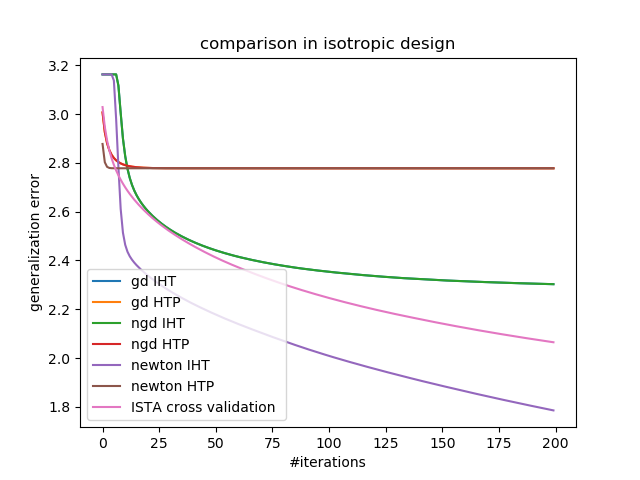 comparison in isotropic design
generalization error
3.2
3.0
2.8
2.6
2.4
2.2
2.0
1.8
gd IHT
gd HTP
ngd IHT
ngd HTP
newton IHT
newton HTP
ISTA cross validation
0 25 50 75 100 125 150 175 200
#iterations